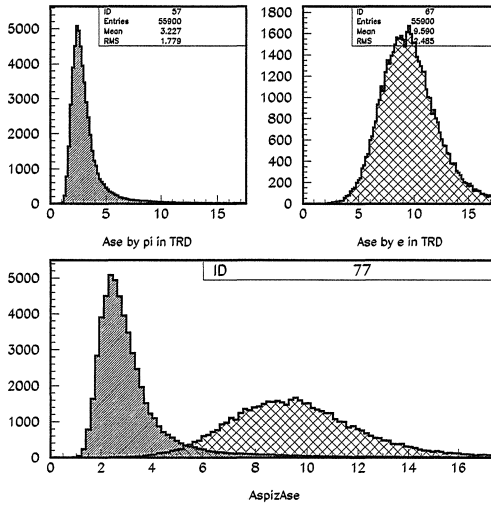 ID 57
Entries 55900
Mean 3.227
RMS 1.779
5000
4000
3000
2000
1000
0
0 5 10 15
Ase by pi in TRD
ID 67
Entries 55900
Mean 9.590
RMS 2.485
1800
1600
1400
1200
1000
800
600
400
200
0
0 5 10 15
Ase by e in TRD
ID 77
5000
4000
3000
2000
1000
0
0 2 4 6 8 10 12 14 16
AspizAse